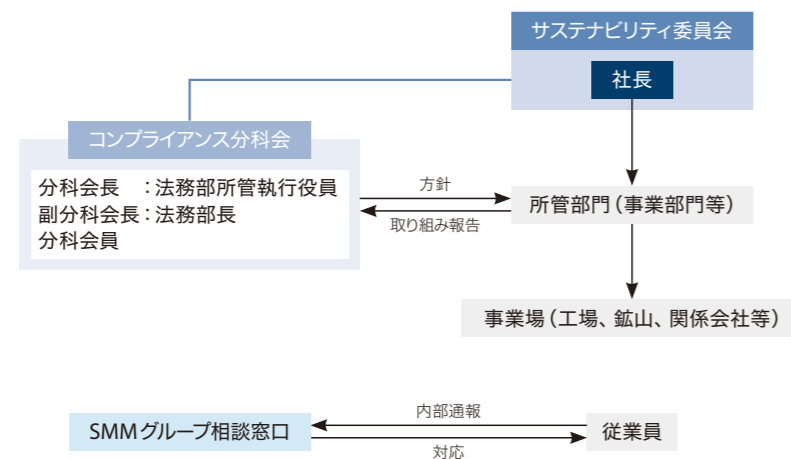 サステナビリティ委員会
社長
コンプライアンス分科会
分科会長　：法務部所管執行役員
副分科会長：法務部長
分科会員
方針
取り組み報告
所管部門（事業部門等）
事業場（工場、鉱山、関係会社等）
SMMグループ相談窓口
内部通報
対応
従業員